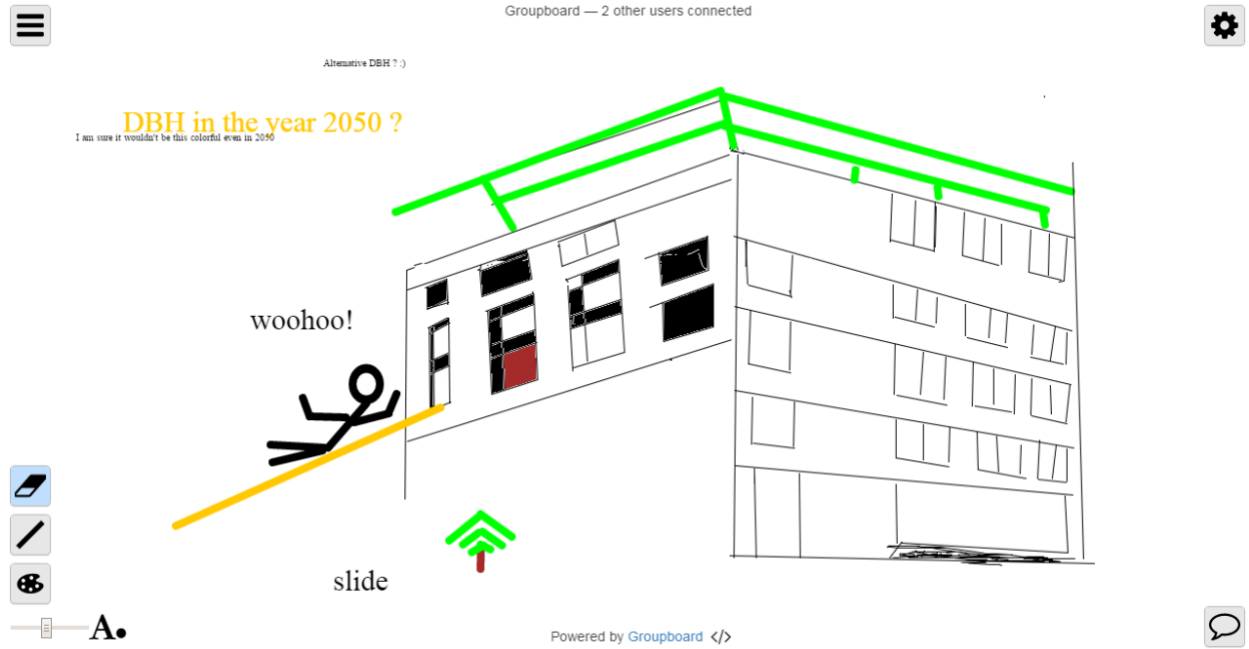 Groupboard — 2 other users connected
Alternative DBH ? :)
DBH in the year 2050 ?
I am sure it wouldn't be this colorful even in 2050
woohoo!
slide
A
Powered by Groupboard </>